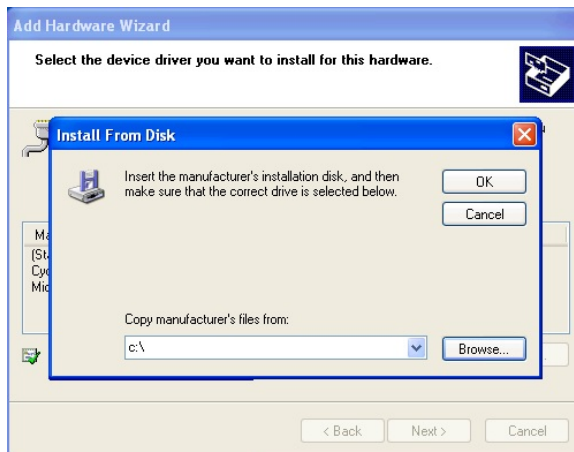 Add Hardware Wizard
Select the device driver you want to install for this hardware.
Install From Disk
Insert the manufacturer's installation disk, and then
make sure that the correct drive is selected below.
OK
Cancel
Copy manufacturer's files from:
c:\
Browse...
< Back
Next >
Cancel